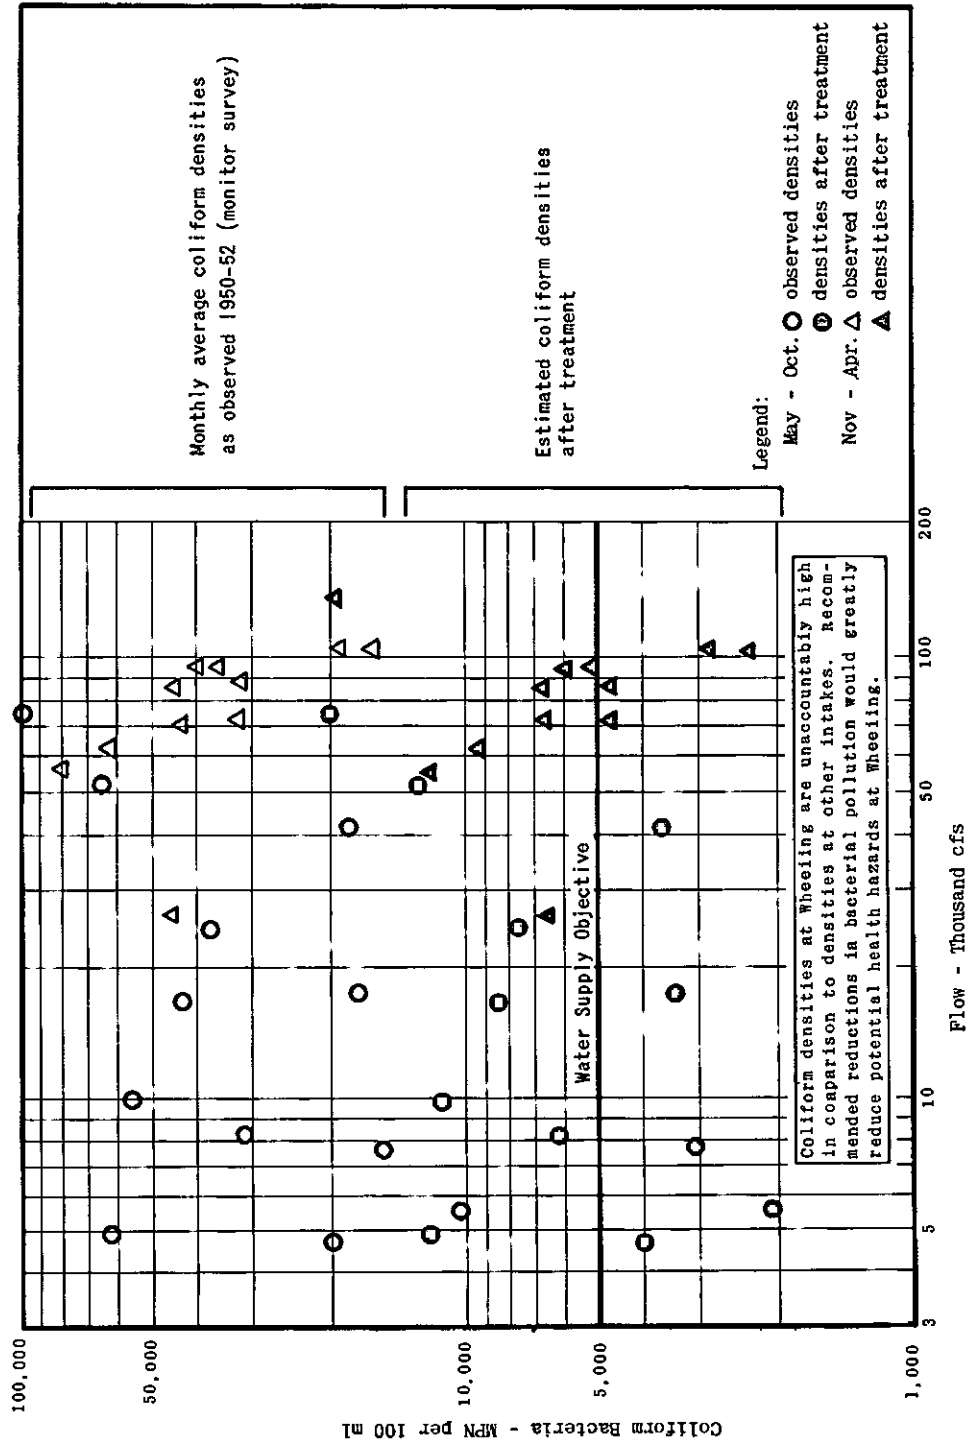 Monthly average coliform densities
as observed 1950-52 (monitor survey)
Estimated coliform densities
after treatment
Legend:
May - Oct. observed densities
densities after treatment
Nov - Apr. observed densities
densities after treatment
Water Supply Objective
Coliform densities at Wheeling are unaccountably high
in coaparison to densities at other intakes. Recom-
mended reductions in bacterial pollution would greatly
reduce potential health hazards at Wheeling.
Coliform Bacteria - MPN per 100 ml
100,000
50,000
10,000
5,000
1,000
3
5
10
20
50
100
200
Flow - Thousand cfs